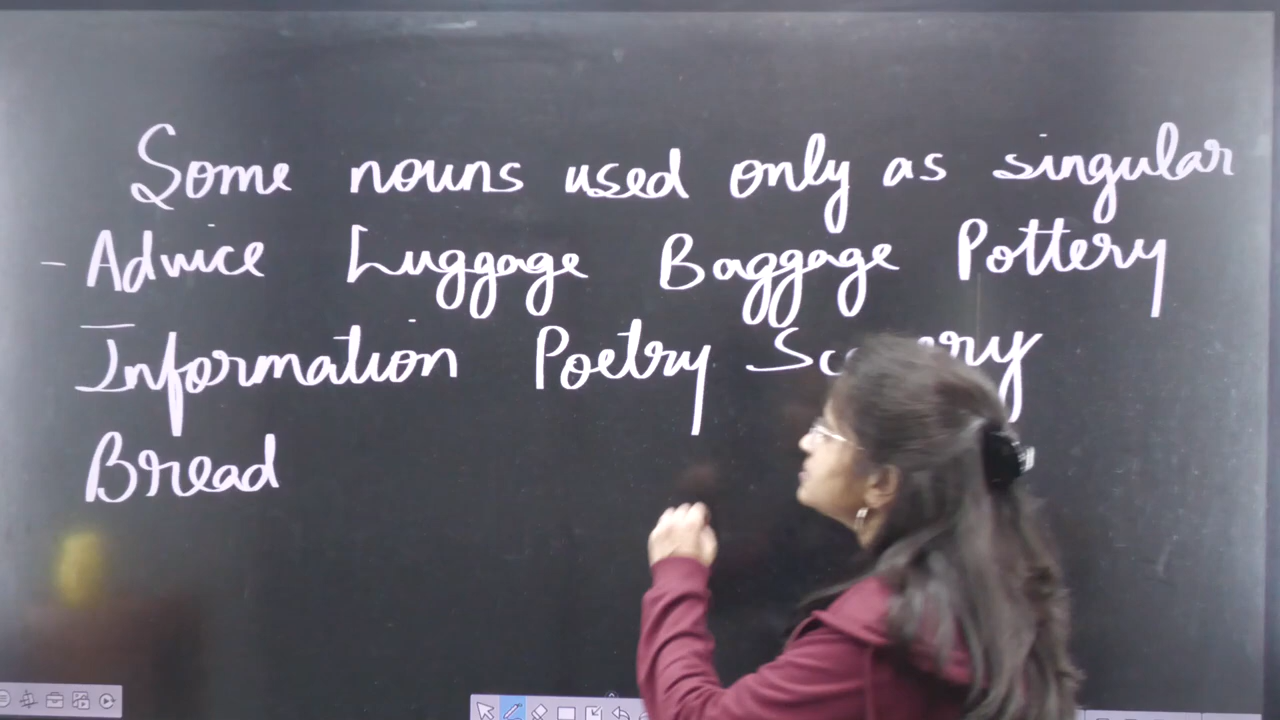 Some nouns used only as singular
- Advice Luggage Baggage Pottery
Information Poetry
Bread